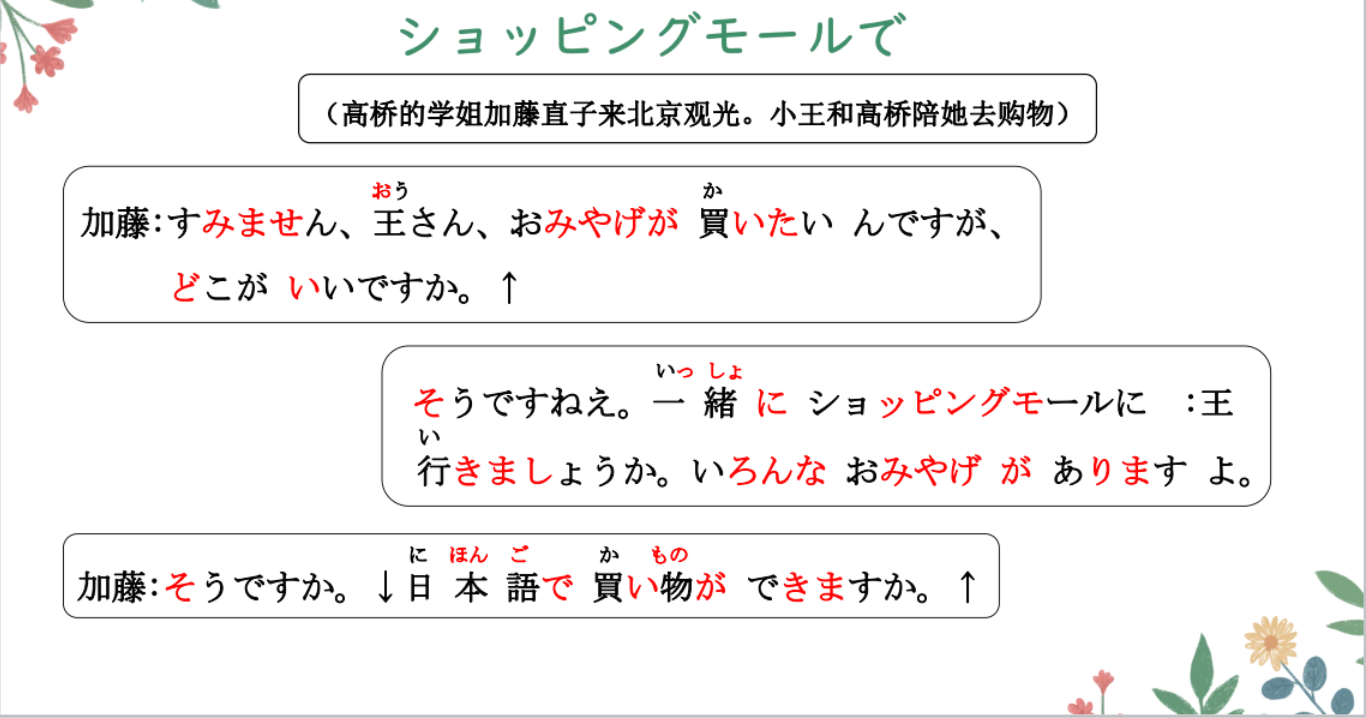 ショッピングモールで
（高桥的学姐加藤直子来北京观光。小王和高桥陪她去购物）
おう か
加藤：すみません、王さん、おみやげが 買いたい んですが、
どこが いいですか。↑
いっ しょ
そうですねえ。一 緒 に ショッピングモールに ：王
い
行きましょうか。いろんな おみやげ が あります よ。
に ほん ご か もの
加藤：そうですか。↓日 本 語で 買い物が できますか。↑